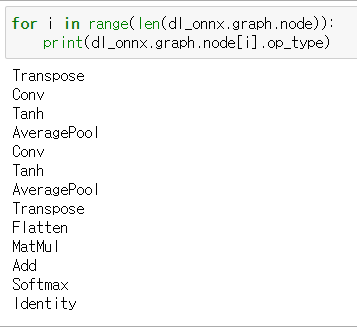 for i in range(len(dl_onnx.graph.node)):
    print(dl_onnx.graph.node[i].op_type)
Transpose
Conv
Tanh
AveragePool
Conv
Tanh
AveragePool
Transpose
Flatten
MatMul
Add
Softmax
Identity